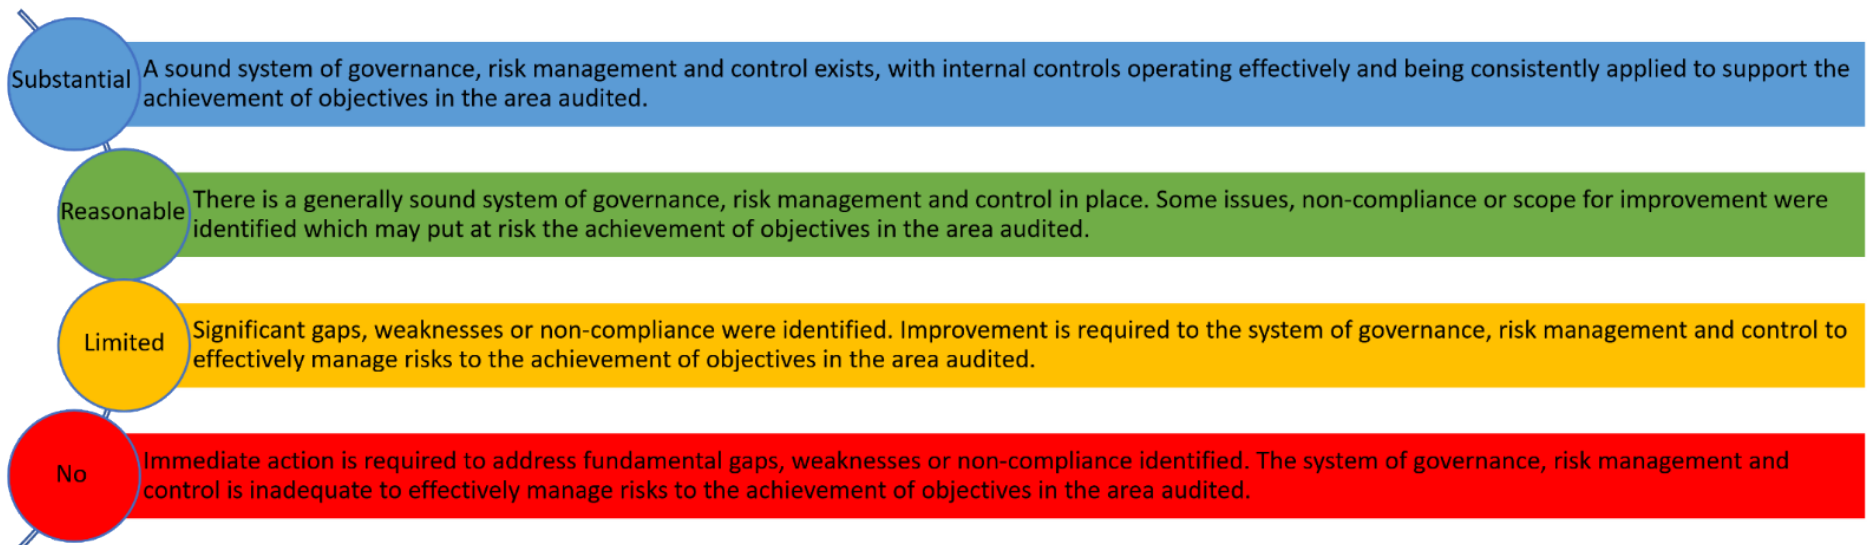 Substantial
A sound system of governance, risk management and control exists, with internal controls operating effectively and being consistently applied to support the
achievement of objectives in the area audited.
Reasonable
There is a generally sound system of governance, risk management and control in place. Some issues, non-compliance or scope for improvement were
identified which may put at risk the achievement of objectives in the area audited.
Limited
Significant gaps, weaknesses or non-compliance were identified. Improvement is required to the system of governance, risk management and control to
effectively manage risks to the achievement of objectives in the area audited.
No
Immediate action is required to address fundamental gaps, weaknesses or non-compliance identified. The system of governance, risk management and
control is inadequate to effectively manage risks to the achievement of objectives in the area audited.